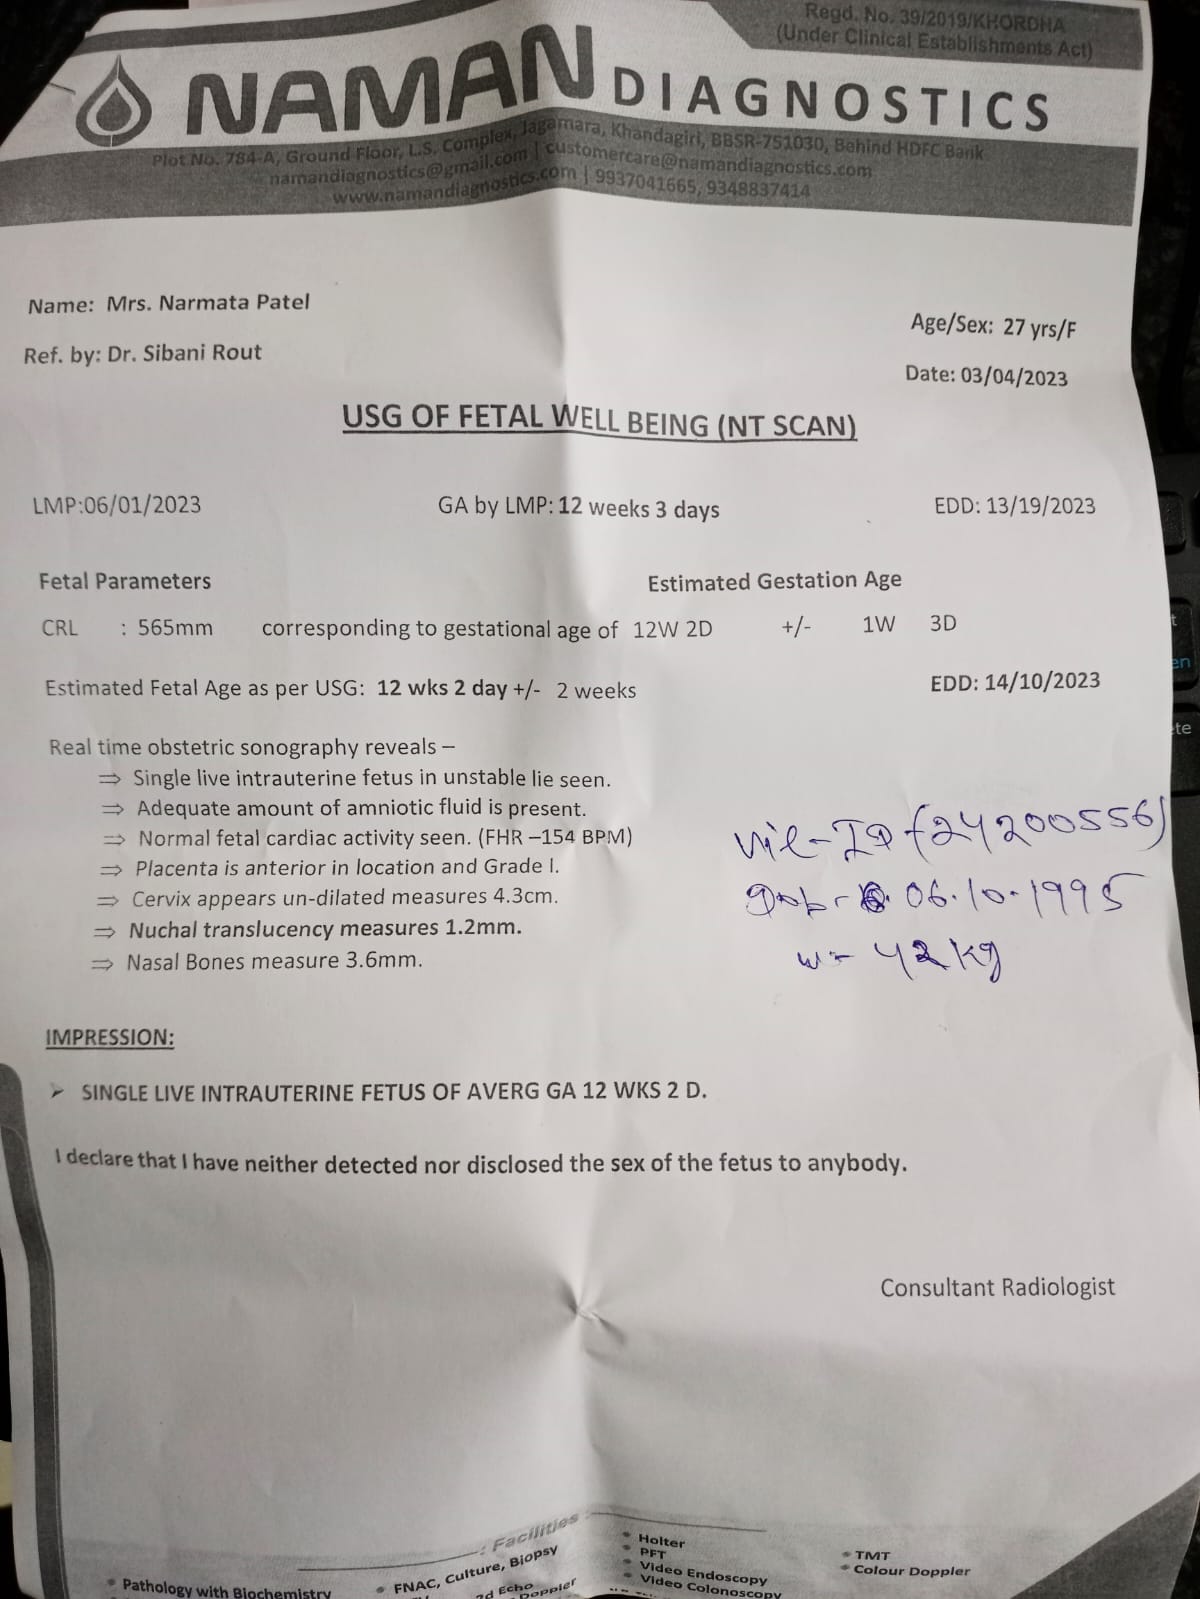 Regd. No. 39/2019/KHORDHA
(Under Clinical Establishments Act)
NAMAN DIAGNOSTICS
Plot No. 784-A, Ground Floor, L.S. Complex, Jagamara, Khandagiri, BBSR-751030, Behind HDFC Bank
namandiagnostics@gmail.com | customercare@namandiagnostics.com
www.namandiagnostics.com | 9937041665, 9348837414
Name: Mrs. Narmata Patel
Age/Sex: 27 yrs/F
Ref. by: Dr. Sibani Rout
Date: 03/04/2023
USG OF FETAL WELL BEING (NT SCAN)
LMP:06/01/2023 GA by LMP: 12 weeks 3 days EDD: 13/19/2023
Fetal Parameters Estimated Gestation Age
CRL : 565mm corresponding to gestational age of 12W 2D +/- 1W 3D
Estimated Fetal Age as per USG: 12 wks 2 day +/- 2 weeks EDD: 14/10/2023
Real time obstetric sonography reveals –
⇒ Single live intrauterine fetus in unstable lie seen.
⇒ Adequate amount of amniotic fluid is present.
⇒ Normal fetal cardiac activity seen. (FHR –154 BPM)
⇒ Placenta is anterior in location and Grade I.
⇒ Cervix appears un-dilated measures 4.3cm.
⇒ Nuchal translucency measures 1.2mm.
⇒ Nasal Bones measure 3.6mm.
ID (24200556)
06.10.1995
w - 42 kg
IMPRESSION:
➢ SINGLE LIVE INTRAUTERINE FETUS OF AVERG GA 12 WKS 2 D.
I declare that I have neither detected nor disclosed the sex of the fetus to anybody.
Consultant Radiologist
: Facilities
• Pathology with Biochemistry
• FNAC, Culture, Biopsy
Echo
Doppler
• Holter
• PFT
• Video Endoscopy
• Video Colonoscopy
• TMT
• Colour Doppler